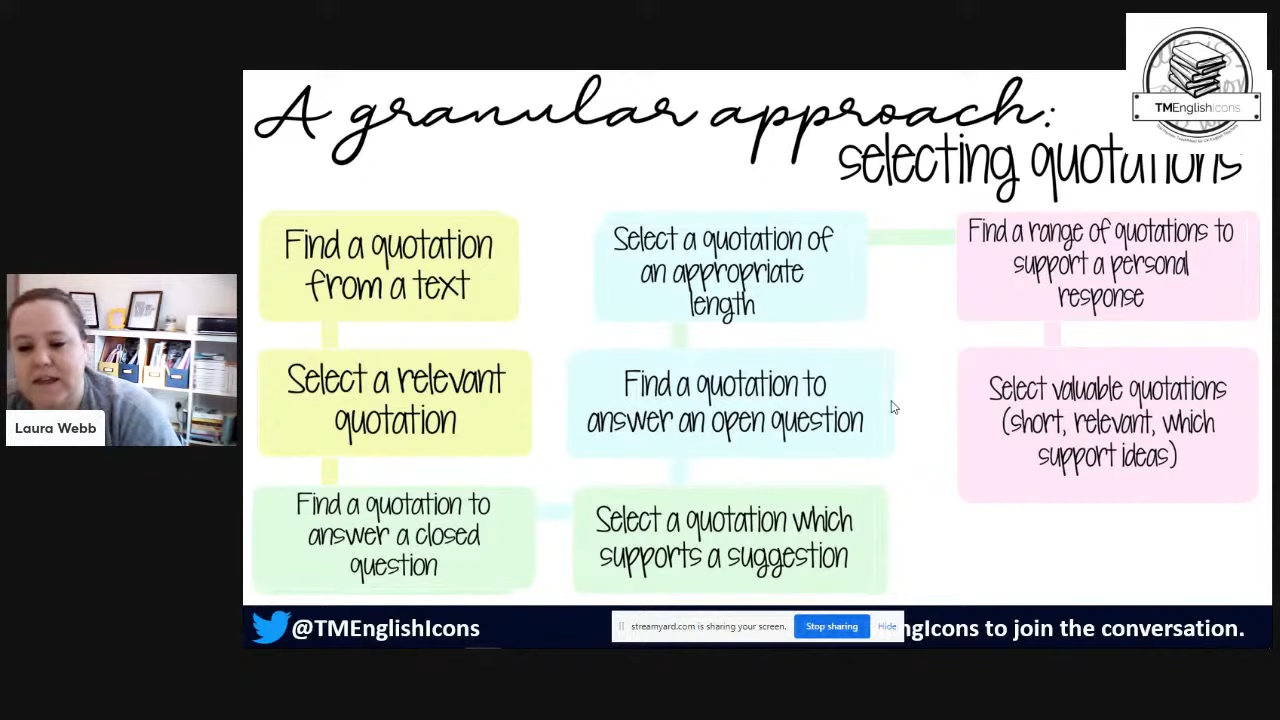 A granular approach:
selecting quotations
TMEnglishIcons
Find a quotation
from a text
Select a relevant
quotation
Find a quotation to
answer a closed
question
Select a quotation which
supports a suggestion
Find a quotation to
answer an open question
Select a quotation of
an appropriate
length
Find a range of quotations to
support a personal
response
Select valuable quotations
(short, relevant, which
support ideas)
Laura Webb
@TMEnglishIcons
streamyard.com is sharing your screen.
Stop sharing
Hide
ngIcons to join the conversation.